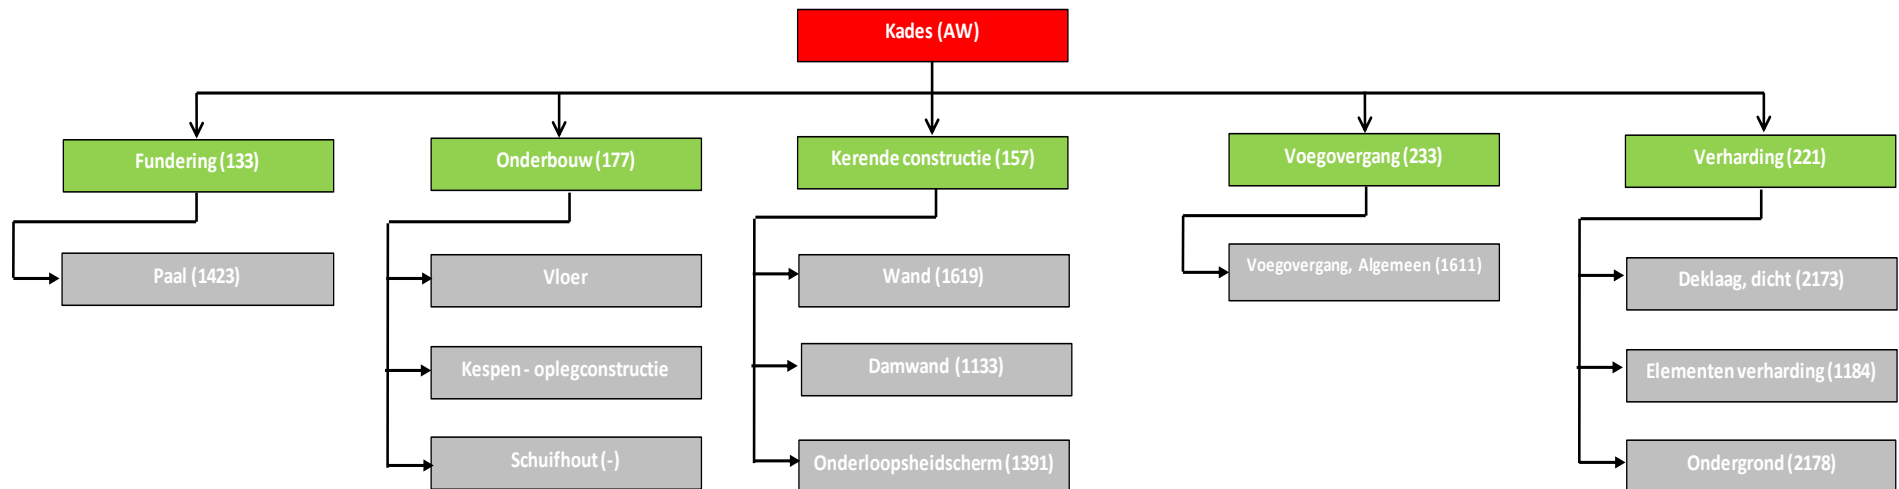 Kades (AW)
Fundering (133)
Onderbouw (177)
Kerende constructie (157)
Voegovergang (233)
Verharding (221)
Paal (1423)
Vloer
Wand (1619)
Voegovergang, Algemeen (1611)
Deklaag, dicht (2173)
Kespen - oplegconstructie
Damwand (1133)
Elementen verharding (1184)
Schuifhout (-)
Onderloopsheidscherm (1391)
Ondergrond (2178)